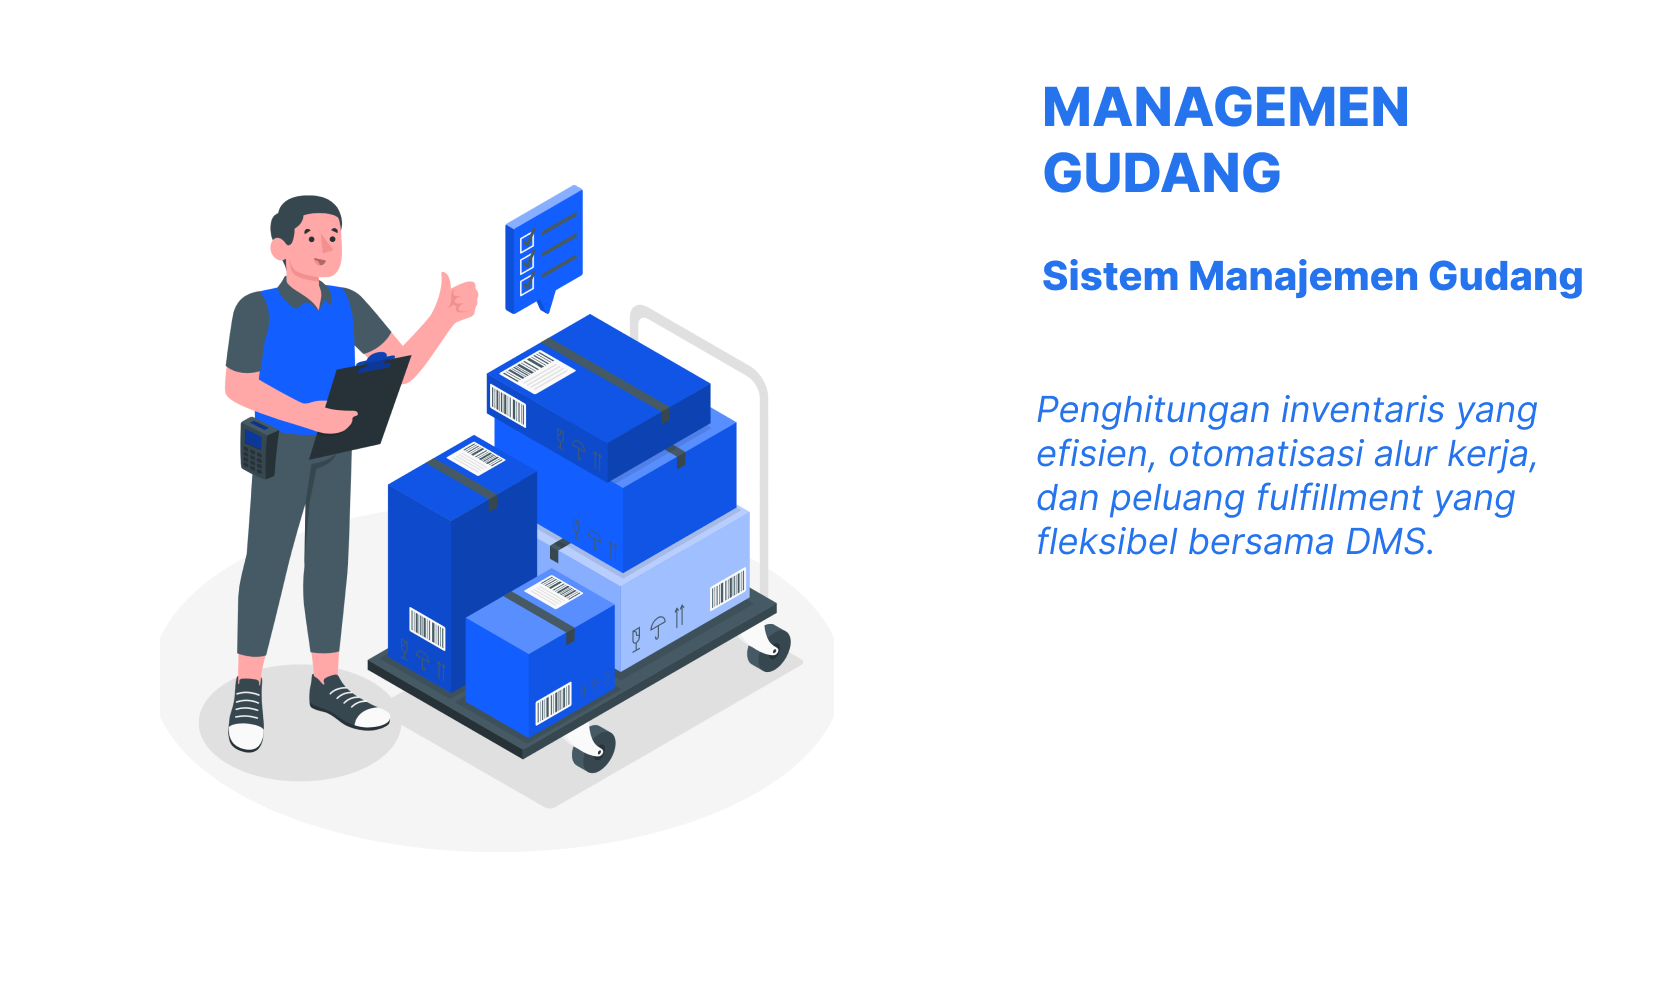 MANAGEMEN
GUDANG
Sistem Manajemen Gudang
Penghitungan inventaris yang
efisien, otomatisasi alur kerja,
dan peluang fulfillment yang
fleksibel bersama DMS.